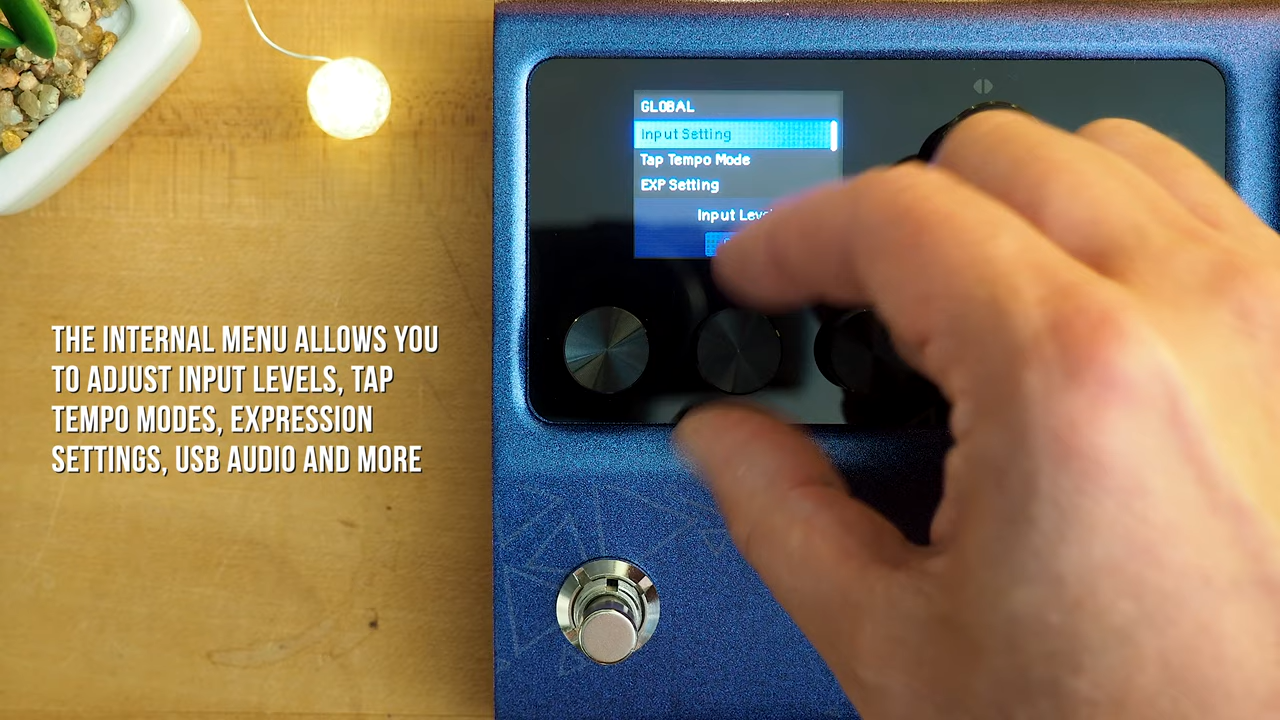 GLOBAL
Input Setting
Tap Tempo Mode
EXP Setting
Input
THE INTERNAL MENU ALLOWS YOU
TO ADJUST INPUT LEVELS, TAP
TEMPO MODES, EXPRESSION
SETTINGS, USB AUDIO AND MORE